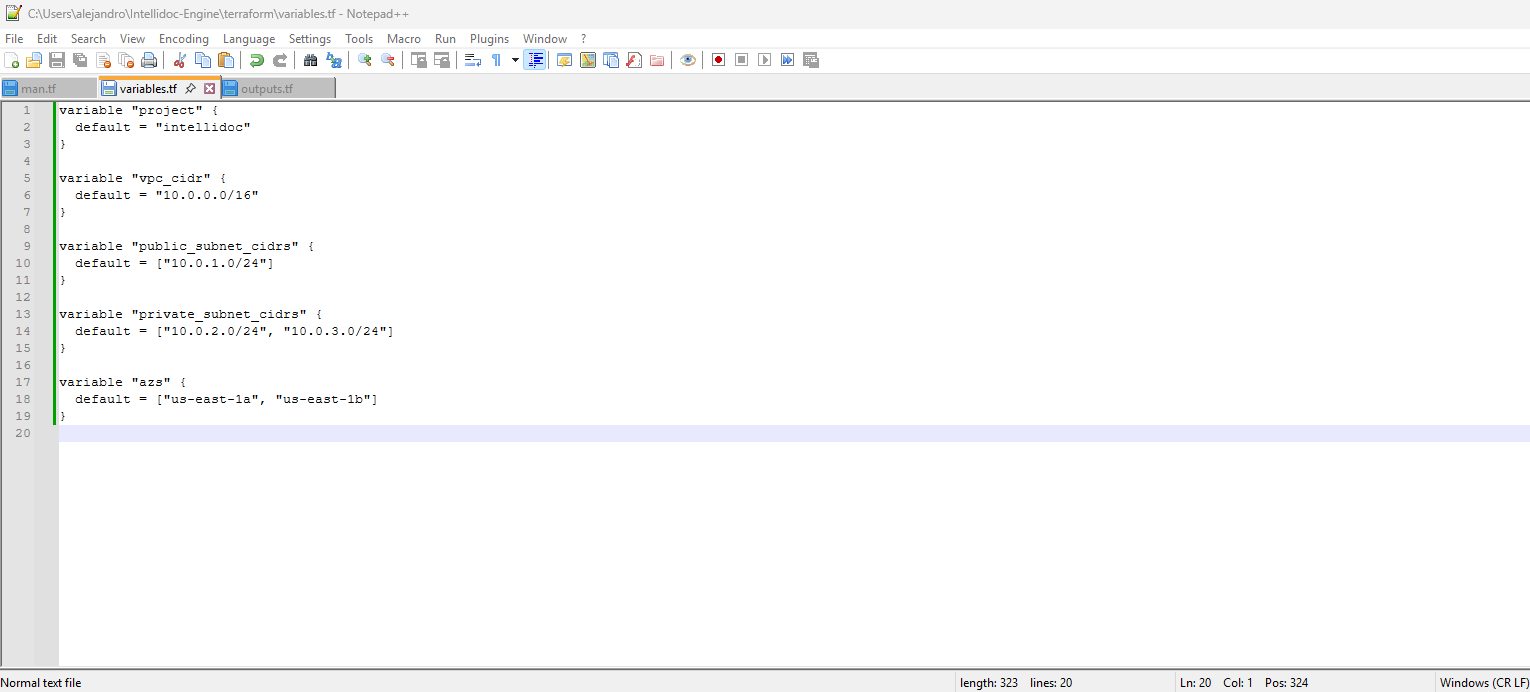 C:\Users\alejandro\Intellidoc-Engine\terraform\variables.tf - Notepad++
File Edit Search View Encoding Language Settings Tools Macro Run Plugins Window ?
man.tf variables.tf outputs.tf
1 variable "project" {
2   default = "intellidoc"
3 }
4
5 variable "vpc_cidr" {
6   default = "10.0.0.0/16"
7 }
8
9 variable "public_subnet_cidrs" {
10   default = ["10.0.1.0/24"]
11 }
12
13 variable "private_subnet_cidrs" {
14   default = ["10.0.2.0/24", "10.0.3.0/24"]
15 }
16
17 variable "azs" {
18   default = ["us-east-1a", "us-east-1b"]
19 }
20
Normal text file length: 323 lines: 20 Ln: 20 Col: 1 Pos: 324 Windows (CR LF)